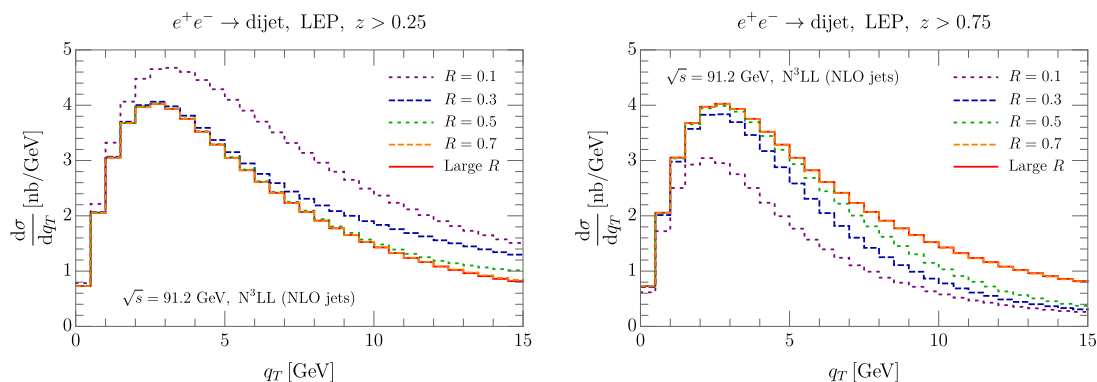 e⁺e⁻ → dijet, LEP, z > 0.25
5
4
3
2
1
0
dσ/dq_T [nb/GeV]
R = 0.1
R = 0.3
R = 0.5
R = 0.7
Large R
√s = 91.2 GeV, N³LL (NLO jets)
0 5 10 15
q_T [GeV]
e⁺e⁻ → dijet, LEP, z > 0.75
5
4
3
2
1
0
dσ/dq_T [nb/GeV]
√s = 91.2 GeV, N³LL (NLO jets)
R = 0.1
R = 0.3
R = 0.5
R = 0.7
Large R
0 5 10 15
q_T [GeV]